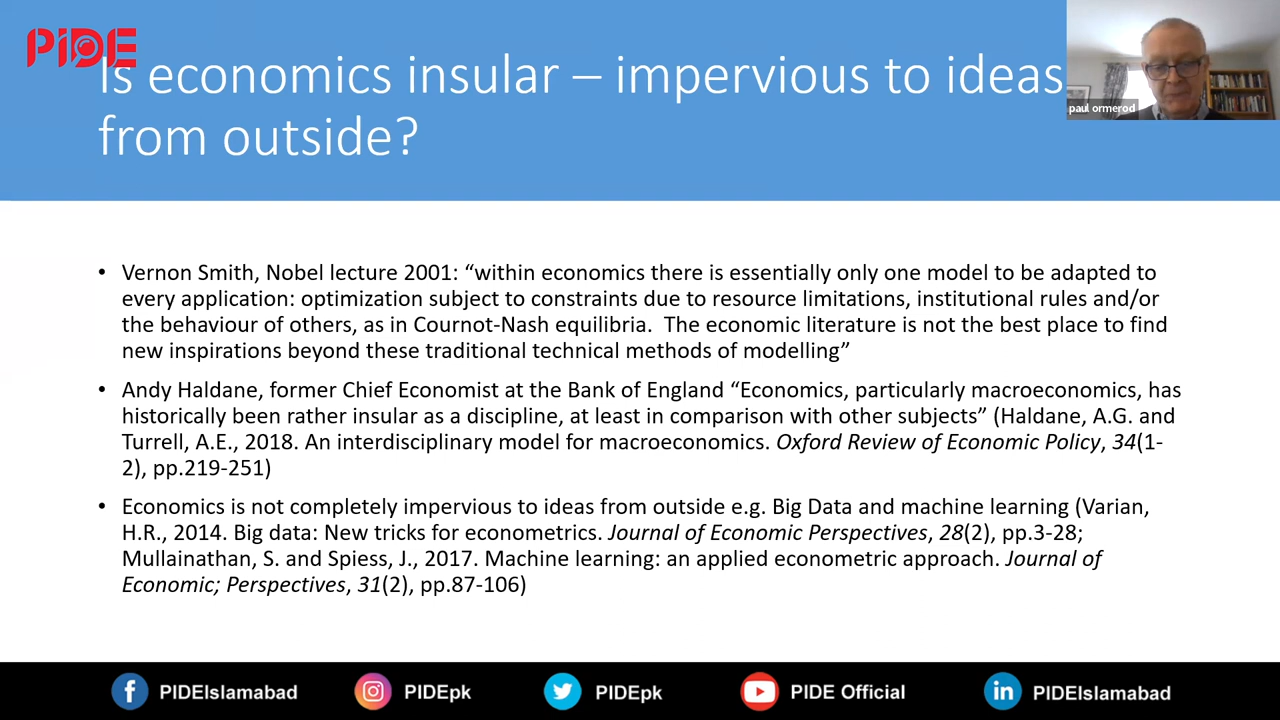 PIDE
Is economics insular – impervious to ideas
from outside?
paul ormerod
• Vernon Smith, Nobel lecture 2001: “within economics there is essentially only one model to be adapted to
every application: optimization subject to constraints due to resource limitations, institutional rules and/or
the behaviour of others, as in Cournot-Nash equilibria.  The economic literature is not the best place to find
new inspirations beyond these traditional technical methods of modelling”
• Andy Haldane, former Chief Economist at the Bank of England “Economics, particularly macroeconomics, has
historically been rather insular as a discipline, at least in comparison with other subjects” (Haldane, A.G. and
Turrell, A.E., 2018. An interdisciplinary model for macroeconomics. Oxford Review of Economic Policy, 34(1-
2), pp.219-251)
• Economics is not completely impervious to ideas from outside e.g. Big Data and machine learning (Varian,
H.R., 2014. Big data: New tricks for econometrics. Journal of Economic Perspectives, 28(2), pp.3-28;
Mullainathan, S. and Spiess, J., 2017. Machine learning: an applied econometric approach. Journal of
Economic; Perspectives, 31(2), pp.87-106)
PIDEIslamabad
PIDEpk
PIDEpk
PIDE Official
PIDEIslamabad